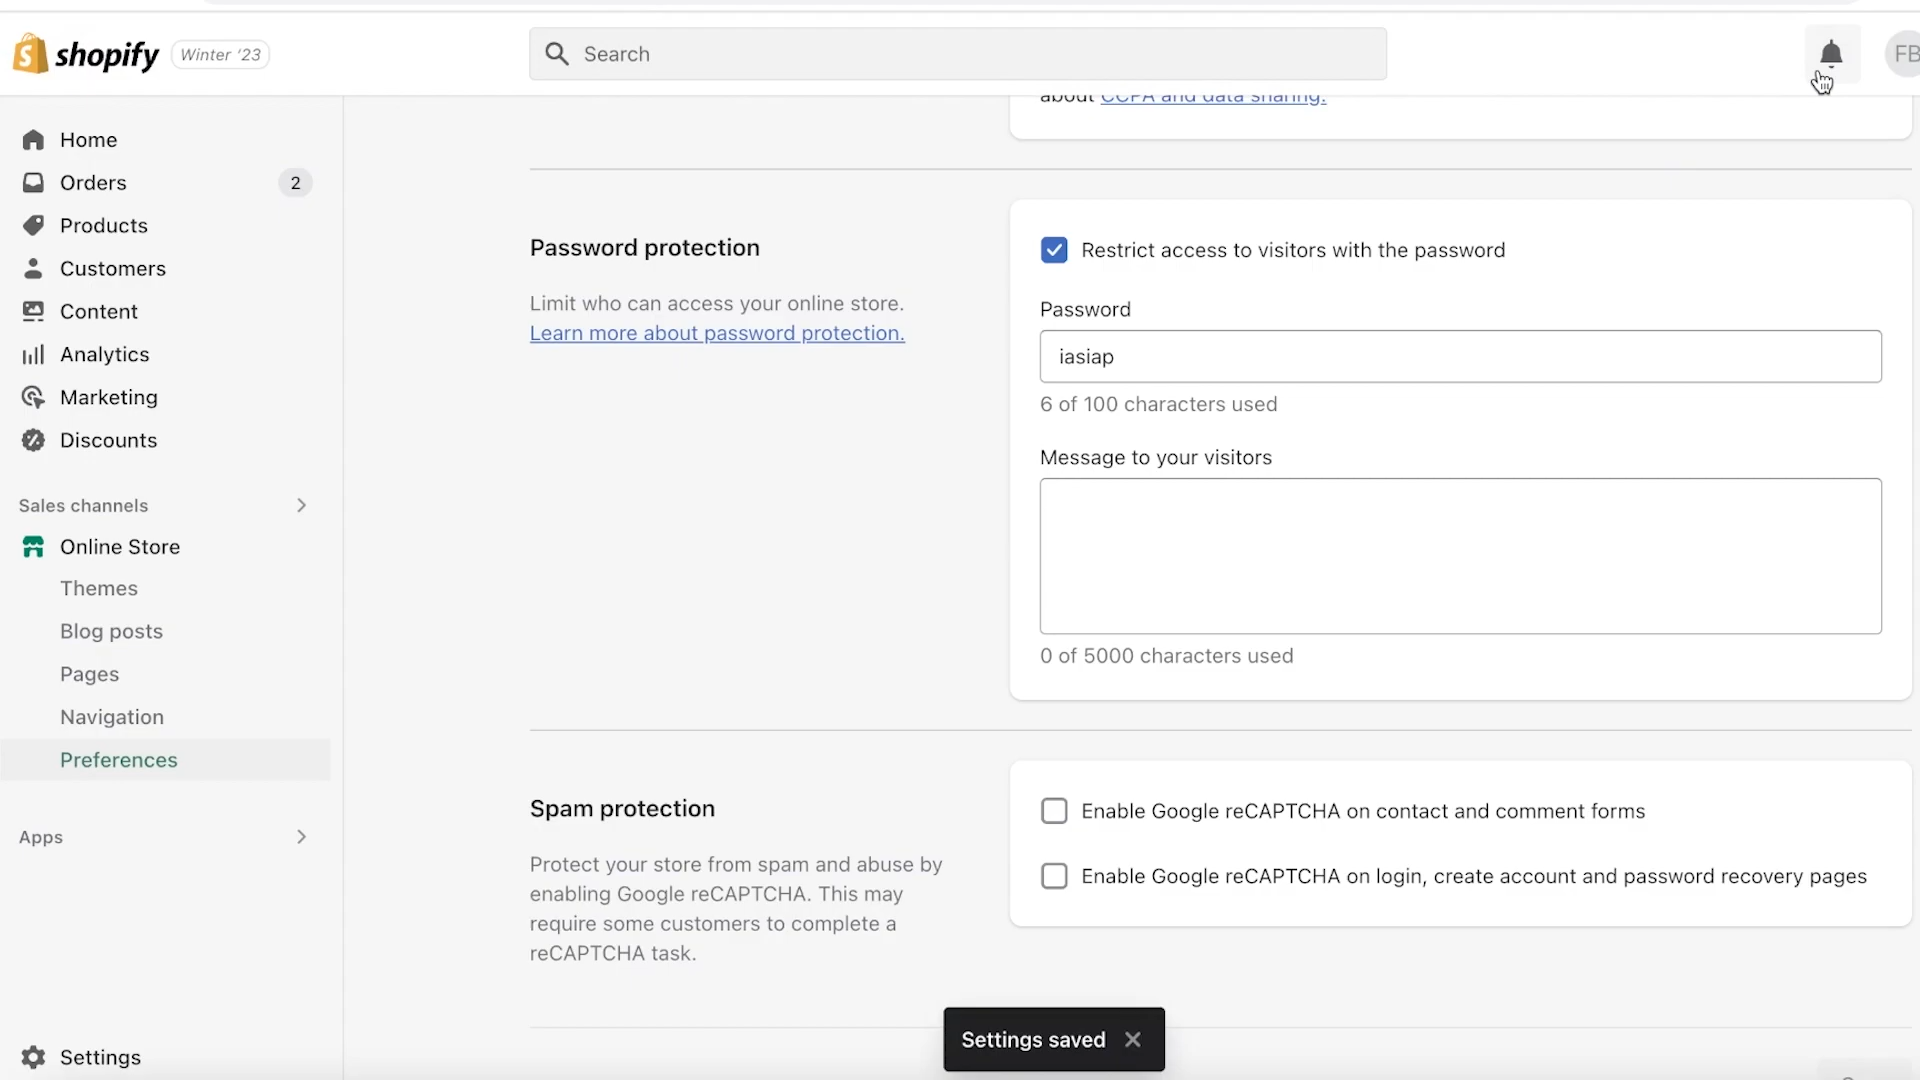 shopify
Winter '23
Search
FB
about CCPA and data sharing.
Home
Orders
2
Products
Customers
Content
Analytics
Marketing
Discounts
Sales channels
Online Store
Themes
Blog posts
Pages
Navigation
Preferences
Apps
Settings
Password protection
Limit who can access your online store.
Learn more about password protection.
Restrict access to visitors with the password
Password
iasiap
6 of 100 characters used
Message to your visitors
0 of 5000 characters used
Spam protection
Protect your store from spam and abuse by
enabling Google reCAPTCHA. This may
require some customers to complete a
reCAPTCHA task.
Enable Google reCAPTCHA on contact and comment forms
Enable Google reCAPTCHA on login, create account and password recovery pages
Settings saved